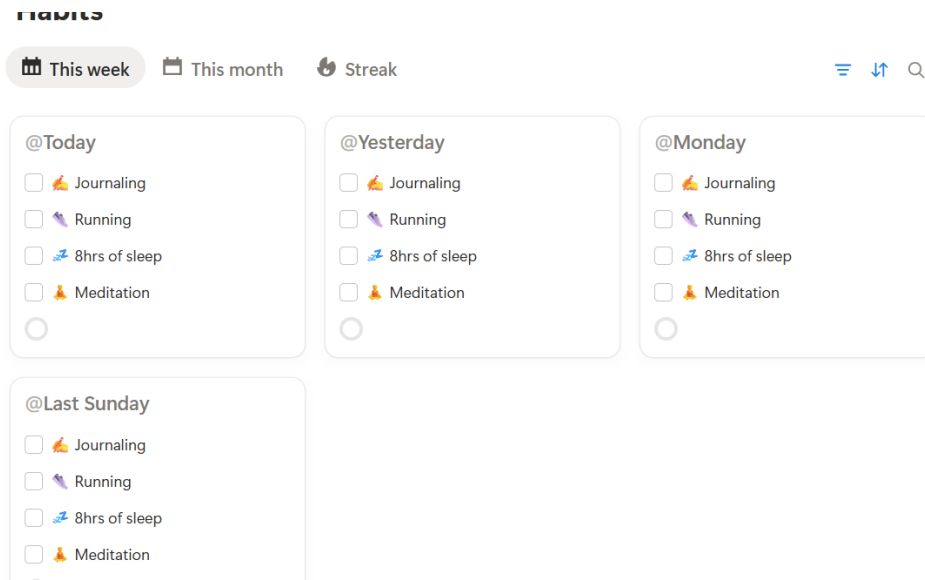 Habits
This week
This month
Streak
@Today
Journaling
Running
8hrs of sleep
Meditation
@Yesterday
Journaling
Running
8hrs of sleep
Meditation
@Monday
Journaling
Running
8hrs of sleep
Meditation
@Last Sunday
Journaling
Running
8hrs of sleep
Meditation